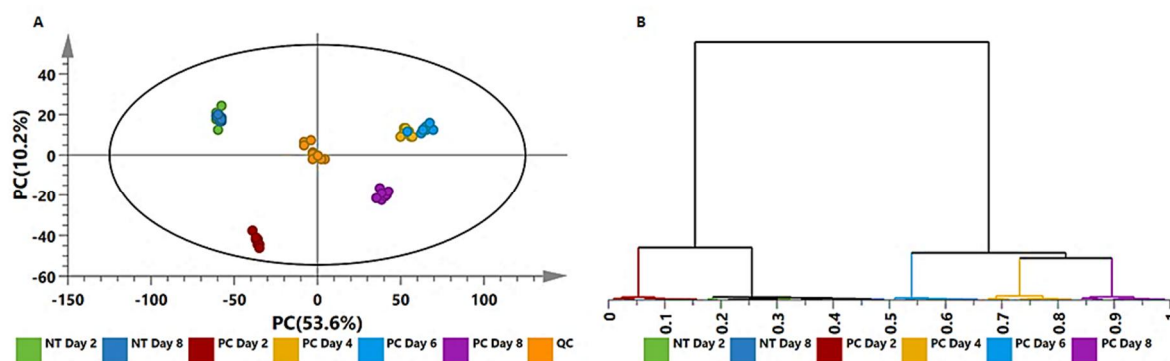 A
B
40
20
0
-20
-40
-60
PC(10.2%)
-150 -100 -50 0 50 100
PC(53.6%)
0 0.1 0.2 0.3 0.4 0.5 0.6 0.7 0.8 0.9 1
NT Day 2 NT Day 8 PC Day 2 PC Day 4 PC Day 6 PC Day 8 QC
NT Day 2 NT Day 8 PC Day 2 PC Day 4 PC Day 6 PC Day 8